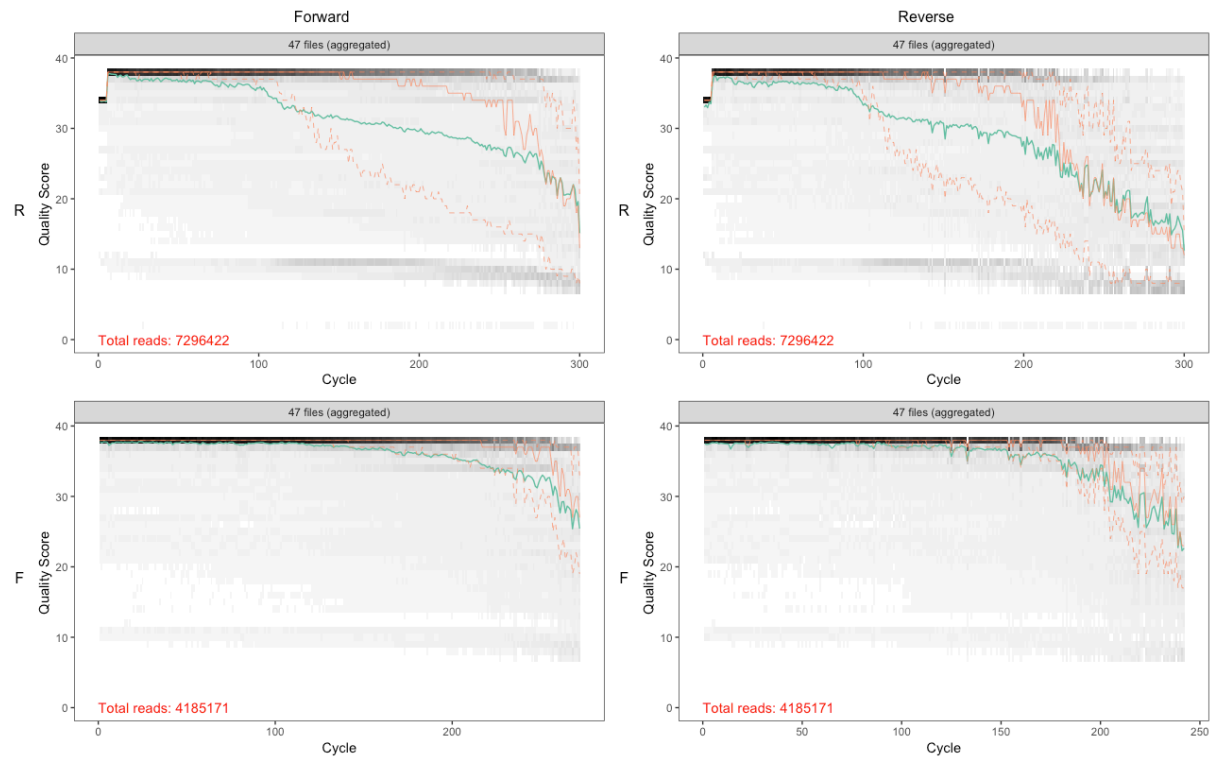 Forward
Reverse
47 files (aggregated)
47 files (aggregated)
40
30
20
10
0
Quality Score
R
Total reads: 7296422
0
100
200
300
Cycle
40
30
20
10
0
Quality Score
R
Total reads: 7296422
0
100
200
300
Cycle
47 files (aggregated)
47 files (aggregated)
40
30
20
10
0
Quality Score
F
Total reads: 4185171
0
100
200
Cycle
40
30
20
10
0
Quality Score
F
Total reads: 4185171
0
50
100
150
200
250
Cycle